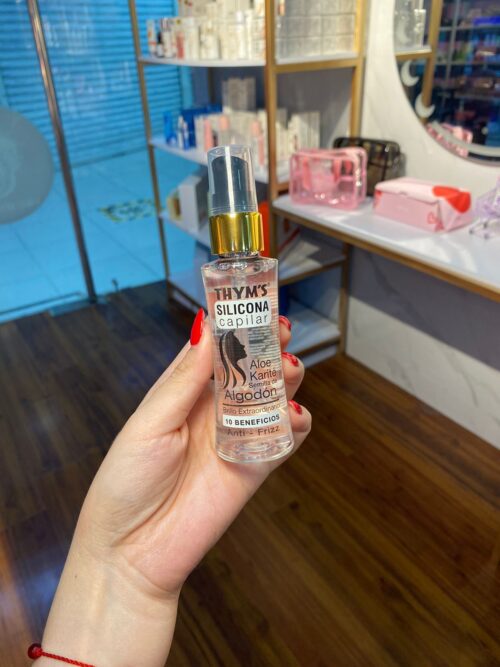 THYM'S
SILICONA
capilar
Aloe
Karité
Semilla de
Algodón
Brillo Extraordinario
10 BENEFICIOS
Anti - Frizz